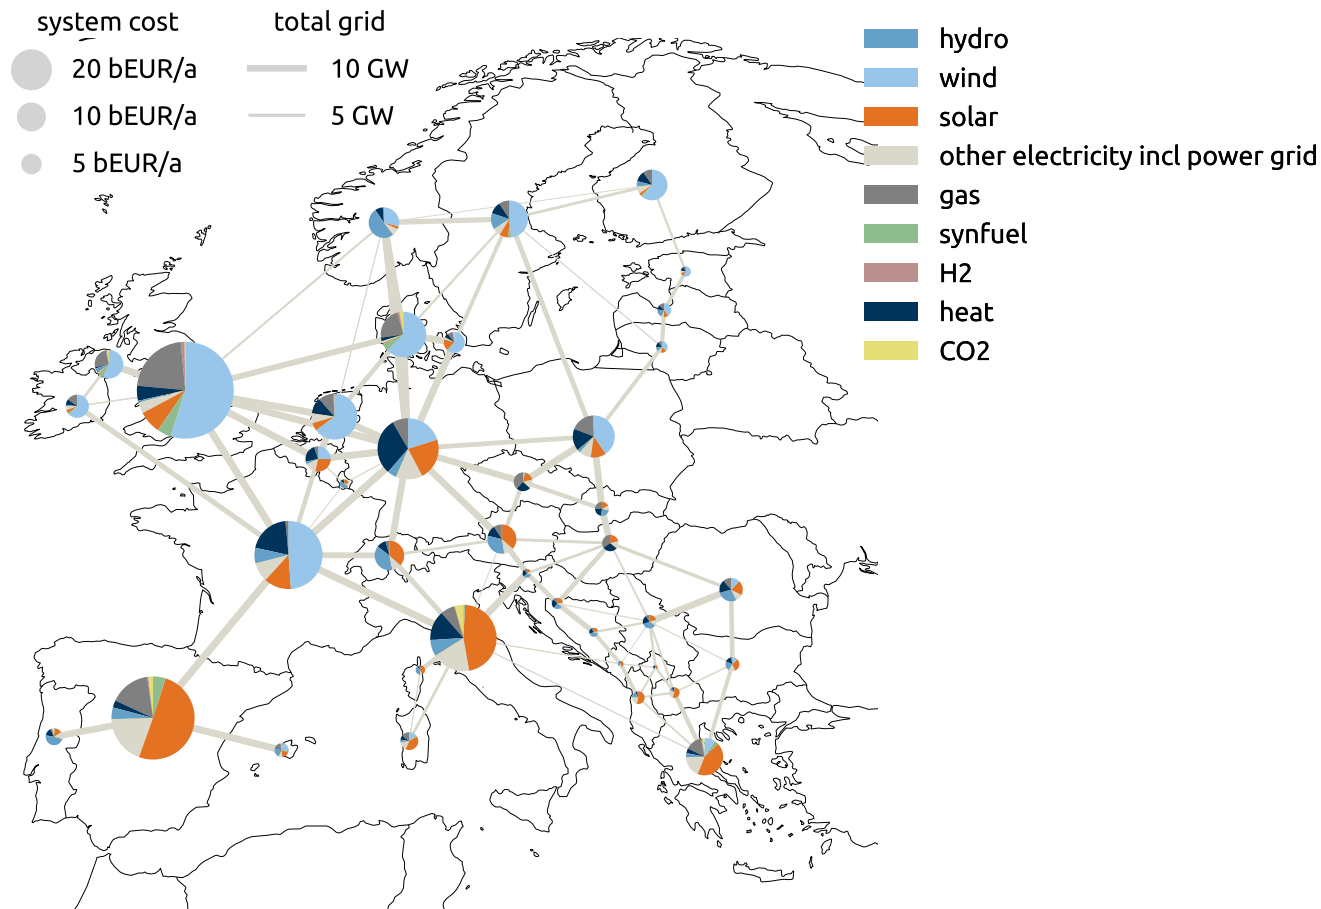 system cost
20 bEUR/a
10 bEUR/a
5 bEUR/a
total grid
10 GW
5 GW
hydro
wind
solar
other electricity incl power grid
gas
synfuel
H2
heat
CO2